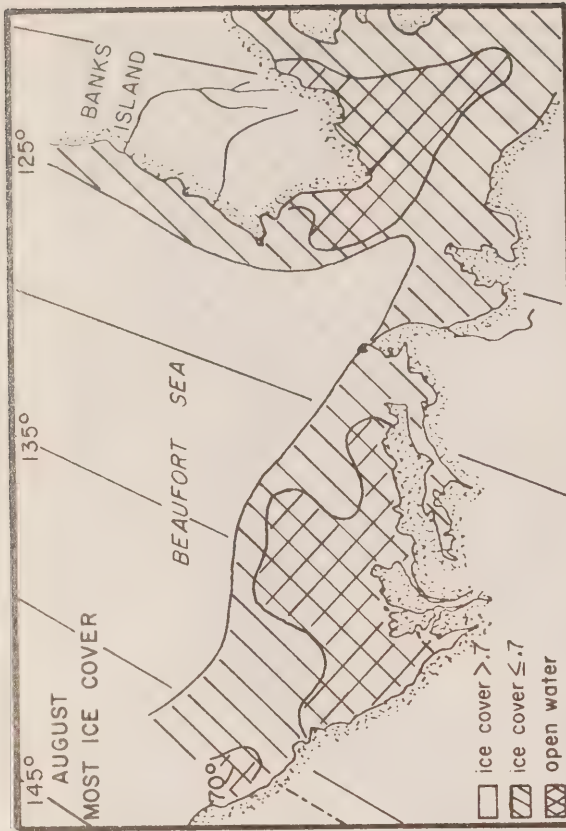 145°
135°
125°
AUGUST
MOST ICE COVER
BANKS
ISLAND
BEAUFORT SEA
70°
ice cover >.7
ice cover ≤.7
open water